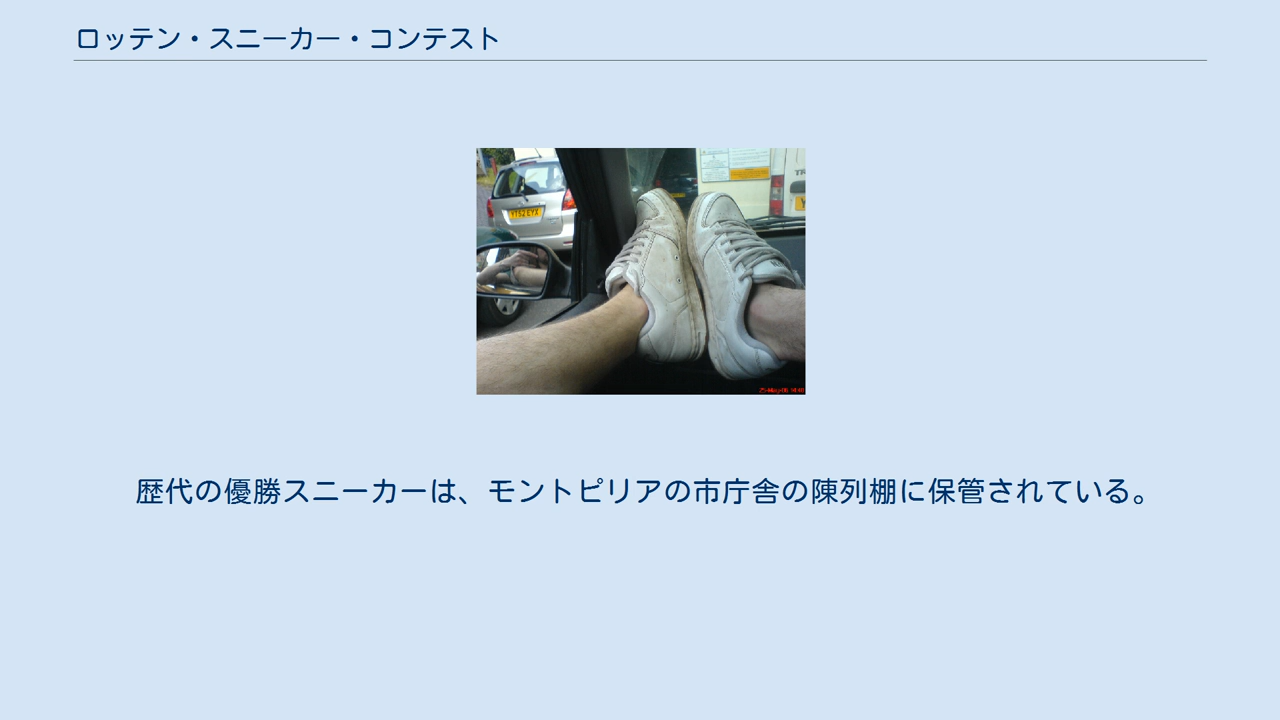 ロッテン・スニーカー・コンテスト
YT52 EYX
歴代の優勝スニーカーは、モントピリアの市庁舎の陳列棚に保管されている。